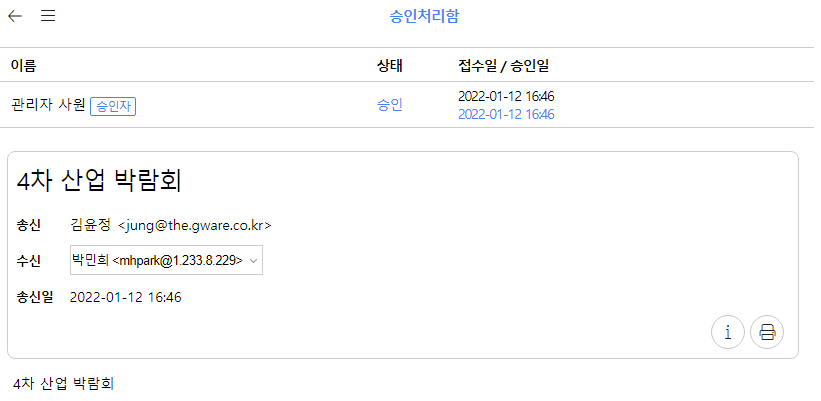 승인처리함
이름 상태 접수일 / 승인일
관리자 사원 승인자 승인 2022-01-12 16:46
2022-01-12 16:46
4차 산업 박람회
송신 김윤정 <jung@the.gware.co.kr>
수신 박민희 <mhpark@1.233.8.229>
송신일 2022-01-12 16:46
i
4차 산업 박람회